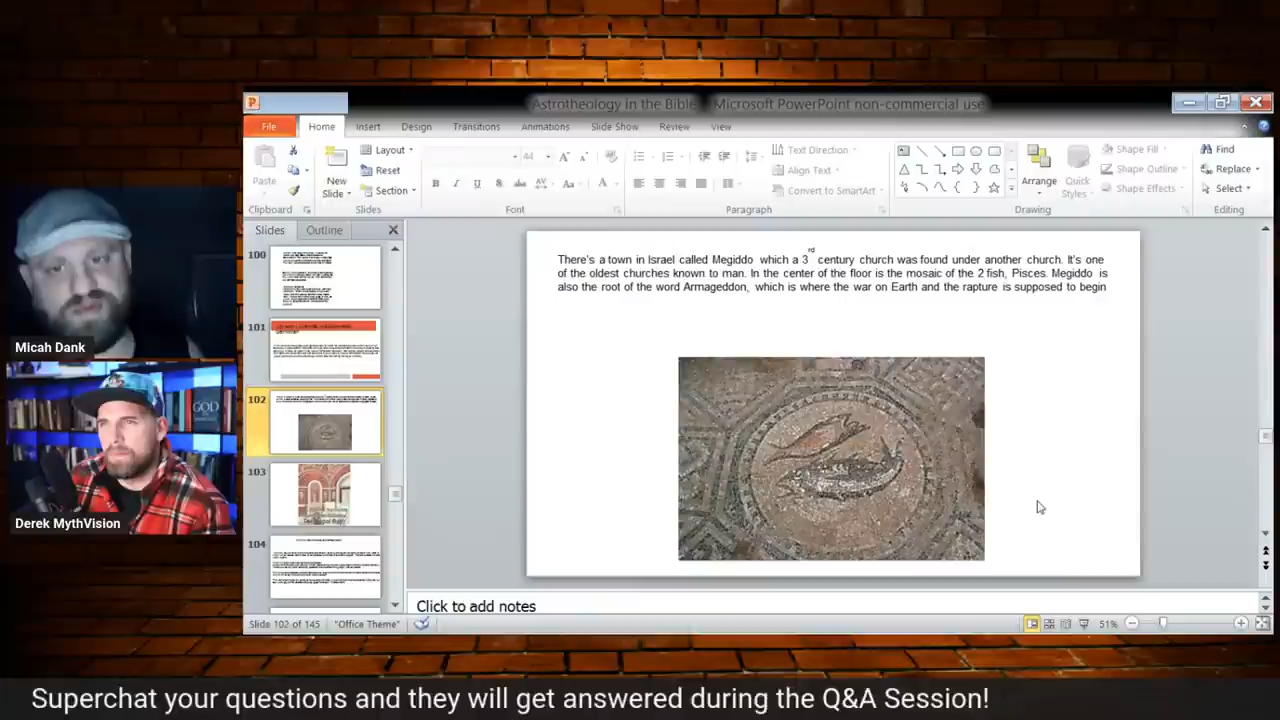 Astrotheology in the Bible - Microsoft PowerPoint non-commercial use
File Home Insert Design Transitions Animations Slide Show Review View
Paste
New
Slide
Layout
Reset
Section
44
Text Direction
Align Text
Convert to SmartArt
Arrange
Quick
Styles
Shape Fill
Shape Outline
Shape Effects
Find
Replace
Select
Clipboard Slides Font Paragraph Drawing Editing
Slides Outline
100
101
102
103
104
There's a town in Israel called Megiddo which a 3rd century church was found under another church. It's one
of the oldest churches known to man. In the center of the floor is the mosaic of the 2 fish, Pisces. Megiddo is
also the root of the word Armageddon, which is where the war on Earth and the rapture is supposed to begin
Micah Dank
GOD
Derek MythVision
Click to add notes
Slide 102 of 145 "Office Theme" 51%
Superchat your questions and they will get answered during the Q&A Session!